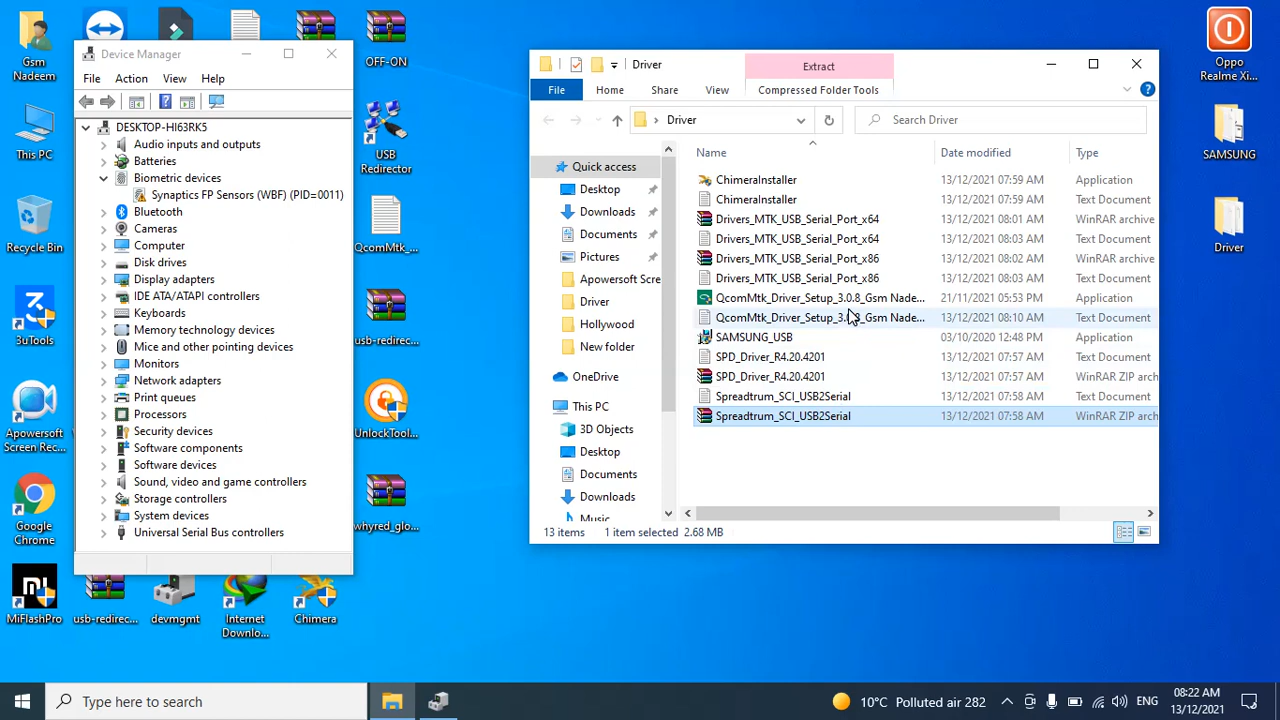 Gsm
Nadeem
This PC
Recycle Bin
3uTools
Apowersoft
Screen Rec...
Google
Chrome
MiFlashPro
OFF-ON
USB
Redirector
QcomMtk_...
usb-redirec...
UnlockTool...
whyred_glo...
usb-redirec...
devmgmt
Internet
Downlo...
Chimera
Oppo
Realme Xi...
SAMSUNG
Driver
Device Manager
File Action View Help
DESKTOP-HI63RK5
Audio inputs and outputs
Batteries
Biometric devices
Synaptics FP Sensors (WBF) (PID=0011)
Bluetooth
Cameras
Computer
Disk drives
Display adapters
IDE ATA/ATAPI controllers
Keyboards
Memory technology devices
Mice and other pointing devices
Monitors
Network adapters
Print queues
Processors
Security devices
Software components
Software devices
Sound, video and game controllers
Storage controllers
System devices
Universal Serial Bus controllers
Driver
Extract
File Home Share View Compressed Folder Tools
Driver
Search Driver
Quick access
Desktop
Downloads
Documents
Pictures
Apowersoft Scre
Driver
Hollywood
New folder
OneDrive
This PC
3D Objects
Desktop
Documents
Downloads
Music
Name Date modified Type
ChimeraInstaller 13/12/2021 07:59 AM Application
ChimeraInstaller 13/12/2021 07:59 AM Text Document
Drivers_MTK_USB_Serial_Port_x64 13/12/2021 08:01 AM WinRAR archive
Drivers_MTK_USB_Serial_Port_x64 13/12/2021 08:03 AM Text Document
Drivers_MTK_USB_Serial_Port_x86 13/12/2021 08:02 AM WinRAR archive
Drivers_MTK_USB_Serial_Port_x86 13/12/2021 08:03 AM Text Document
QcomMtk_Driver_Setup_3.0.8_Gsm Nade... 21/11/2021 05:53 PM Application
QcomMtk_Driver_Setup_3.0.8_Gsm Nade... 13/12/2021 08:10 AM Text Document
SAMSUNG_USB 03/10/2020 12:48 PM Application
SPD_Driver_R4.20.4201 13/12/2021 07:57 AM Text Document
SPD_Driver_R4.20.4201 13/12/2021 07:57 AM WinRAR ZIP arch
Spreadtrum_SCI_USB2Serial 13/12/2021 07:58 AM Text Document
Spreadtrum_SCI_USB2Serial 13/12/2021 07:58 AM WinRAR ZIP arch
13 items 1 item selected 2.68 MB
Type here to search
10°C Polluted air 282
ENG
08:22 AM
13/12/2021